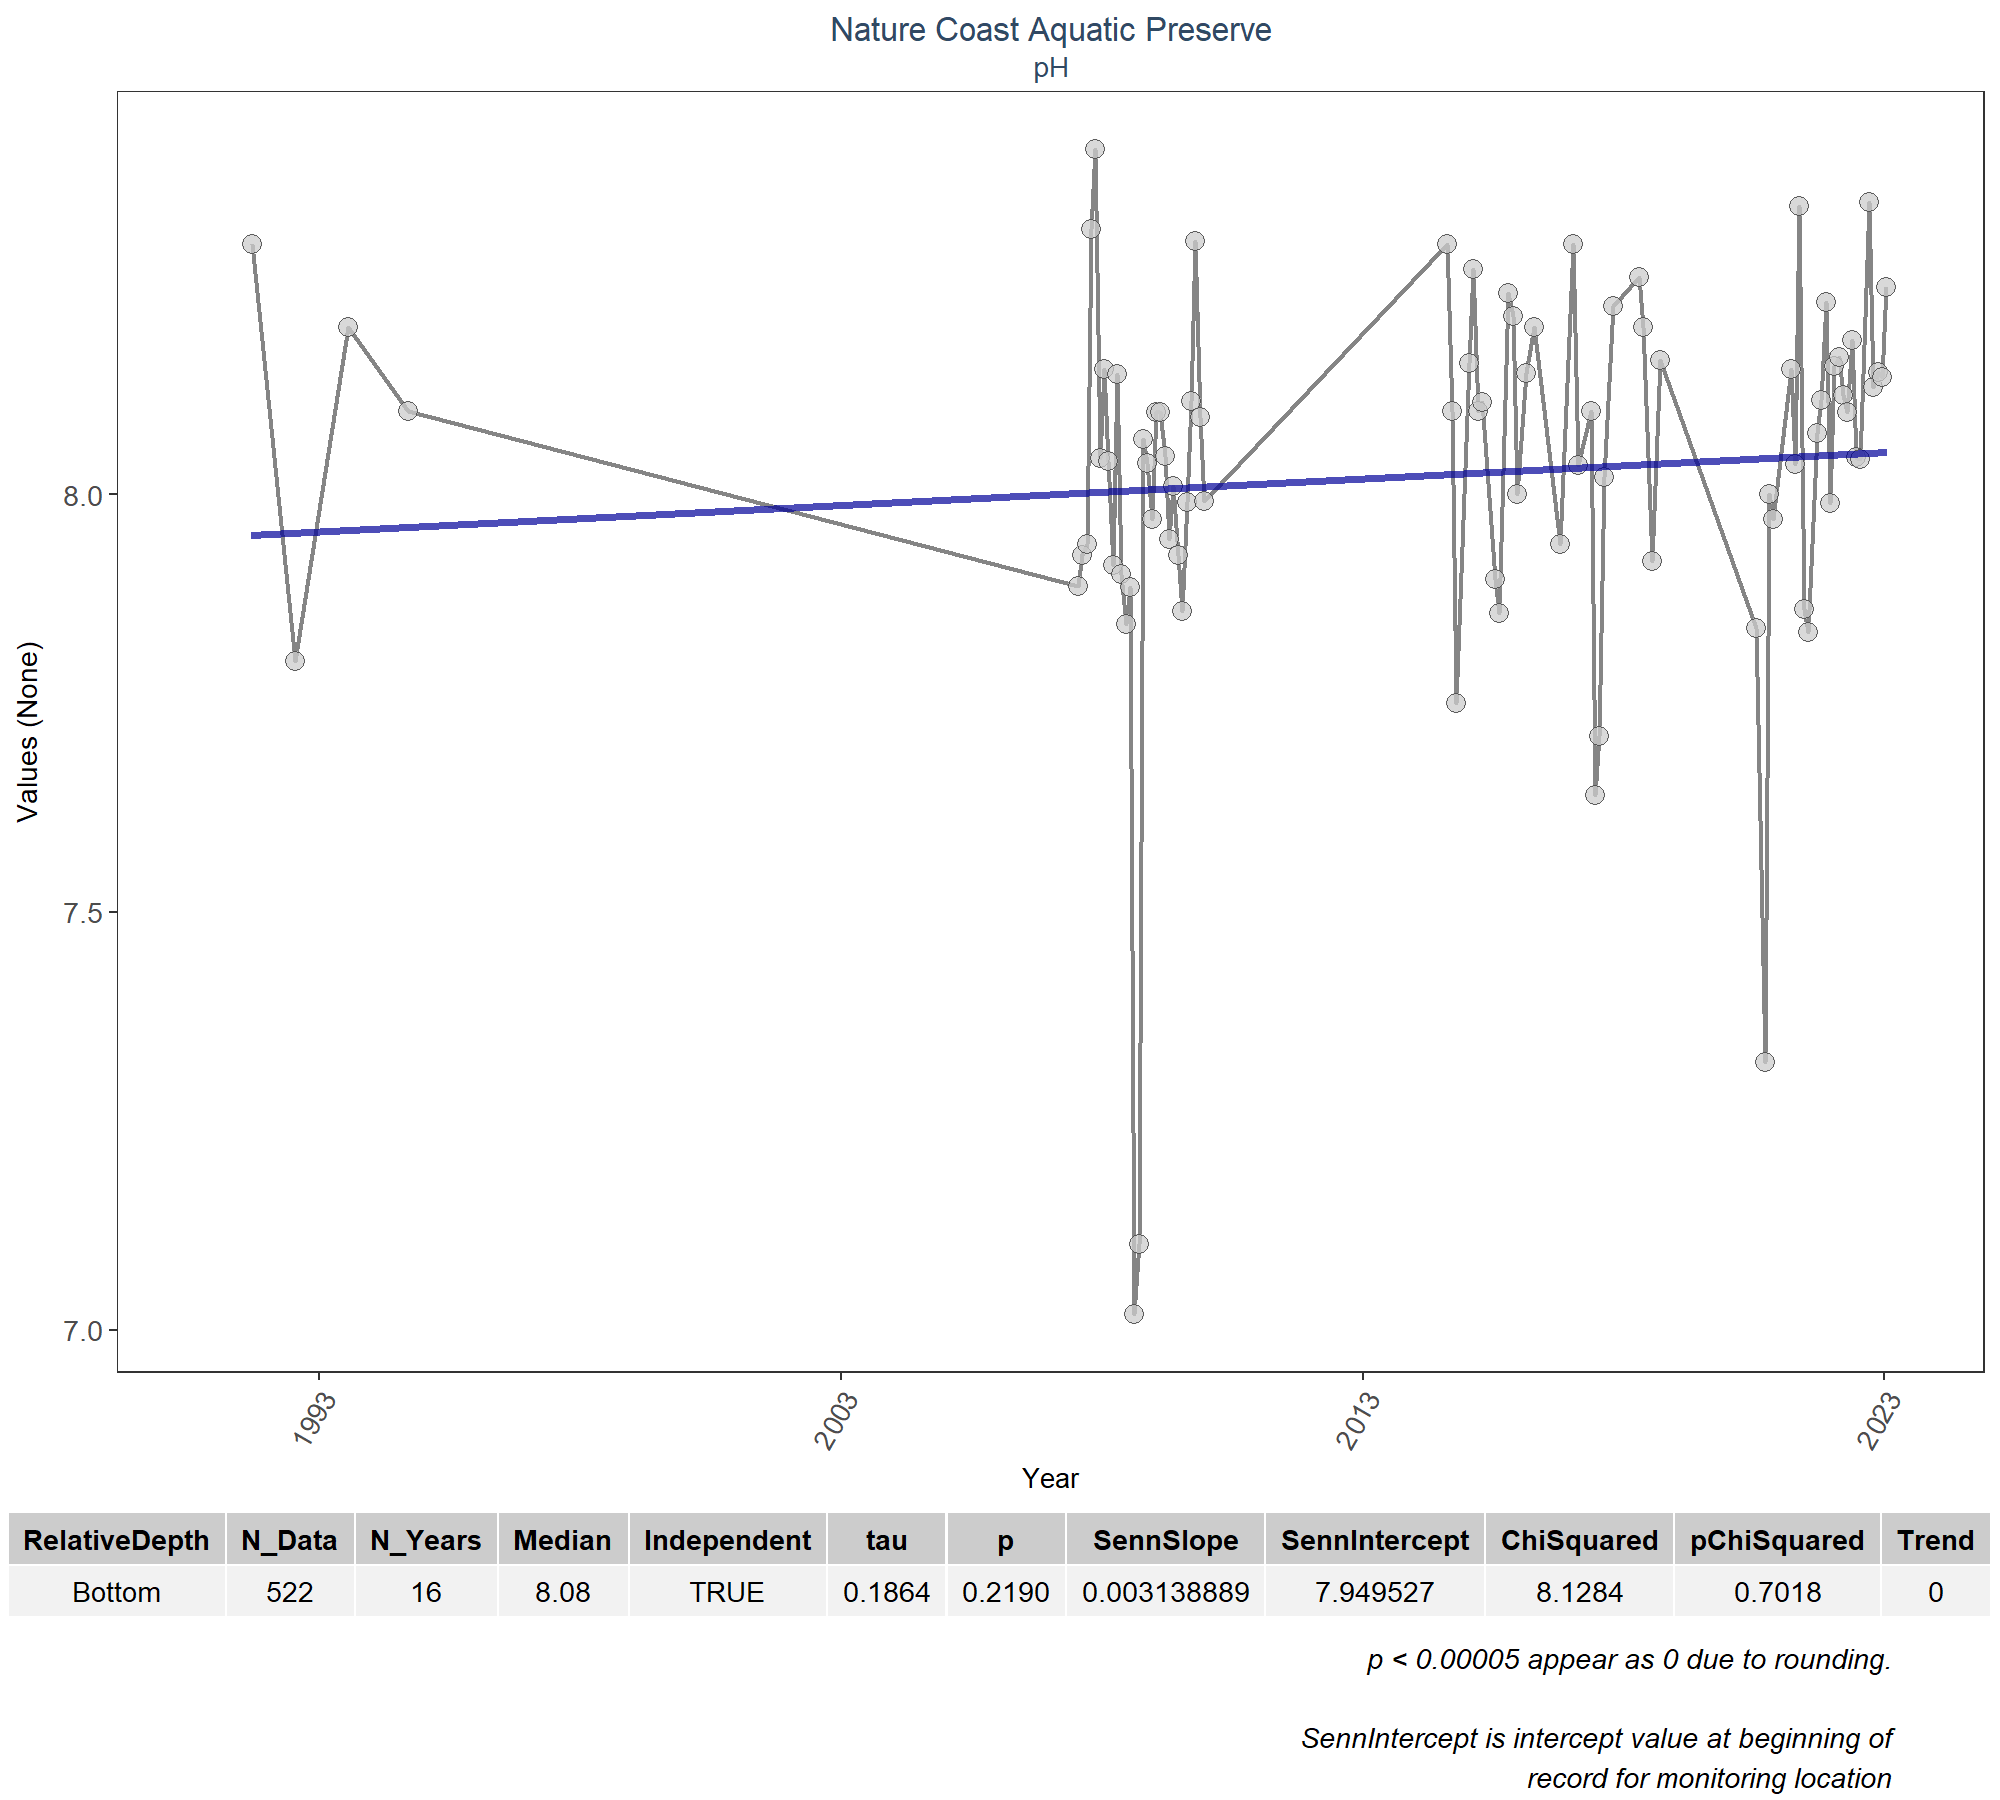 Nature Coast Aquatic Preserve
pH
Values (None)
8.0
7.5
7.0
1993
2003
2013
2023
Year
RelativeDepth N_Data N_Years Median Independent tau p SennSlope SennIntercept ChiSquared pChiSquared Trend
Bottom 522 16 8.08 TRUE 0.1864 0.2190 0.003138889 7.949527 8.1284 0.7018 0
p < 0.00005 appear as 0 due to rounding.
SennIntercept is intercept value at beginning of
record for monitoring location